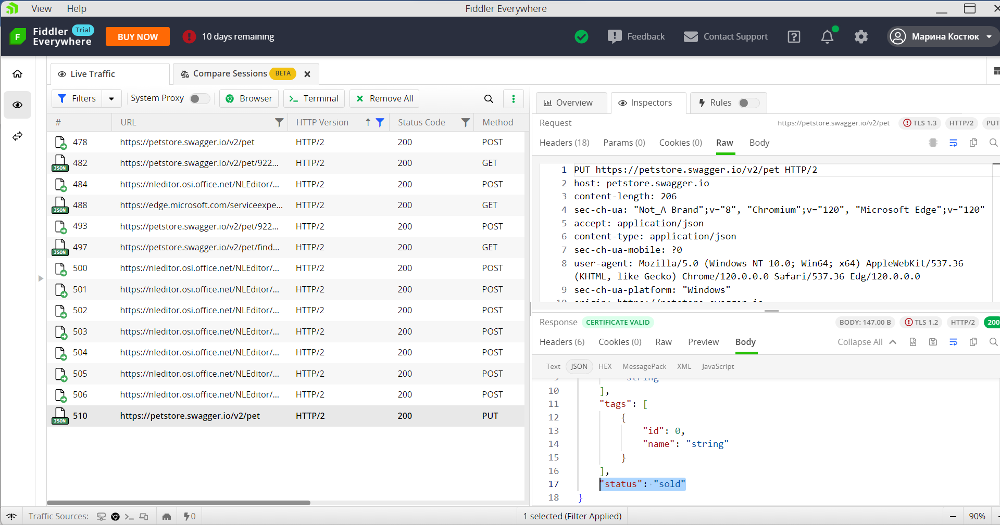 View Help
Fiddler Everywhere
Fiddler Everywhere Trial
BUY NOW
10 days remaining
Feedback
Contact Support
Марина Костюк
Live Traffic
Compare Sessions BETA
Filters
System Proxy
Browser
Terminal
Remove All
# URL HTTP Version Status Code Method
478 https://petstore.swagger.io/v2/pet HTTP/2 200 POST
JSON 482 https://petstore.swagger.io/v2/pet/922... HTTP/2 200 GET
484 https://nleditor.osi.office.net/NLEditor/... HTTP/2 200 POST
JSON 488 https://edge.microsoft.com/serviceexpe... HTTP/2 200 GET
493 https://petstore.swagger.io/v2/pet/922... HTTP/2 200 POST
JSON 497 https://petstore.swagger.io/v2/pet/find... HTTP/2 200 GET
500 https://nleditor.osi.office.net/NLEditor/... HTTP/2 200 POST
501 https://nleditor.osi.office.net/NLEditor/... HTTP/2 200 POST
502 https://nleditor.osi.office.net/NLEditor/... HTTP/2 200 POST
503 https://nleditor.osi.office.net/NLEditor/... HTTP/2 200 POST
504 https://nleditor.osi.office.net/NLEditor/... HTTP/2 200 POST
505 https://nleditor.osi.office.net/NLEditor/... HTTP/2 200 POST
506 https://nleditor.osi.office.net/NLEditor/... HTTP/2 200 POST
JSON 510 https://petstore.swagger.io/v2/pet HTTP/2 200 PUT
Overview
Inspectors
Rules
Request https://petstore.swagger.io/v2/pet TLS 1.3 HTTP/2 PUT
Headers (18) Params (0) Cookies (0) Raw Body
1 PUT https://petstore.swagger.io/v2/pet HTTP/2
2 host: petstore.swagger.io
3 content-length: 206
4 sec-ch-ua: "Not_A Brand";v="8", "Chromium";v="120", "Microsoft Edge";v="120"
5 accept: application/json
6 content-type: application/json
7 sec-ch-ua-mobile: ?0
8 user-agent: Mozilla/5.0 (Windows NT 10.0; Win64; x64) AppleWebKit/537.36
(KHTML, like Gecko) Chrome/120.0.0.0 Safari/537.36 Edg/120.0.0.0
9 sec-ch-ua-platform: "Windows"
10 origin: https://petstore.swagger.io
Response CERTIFICATE VALID BODY: 147.00 B TLS 1.2 HTTP/2 200
Headers (6) Cookies (0) Raw Preview Body Collapse All
Text JSON HEX MessagePack XML JavaScript
9 string
10 ],
11 "tags": [
12 {
13 "id": 0,
14 "name": "string"
15 }
16 ],
17 "status": "sold"
18 }
Traffic Sources:
0
1 selected (Filter Applied)
90%